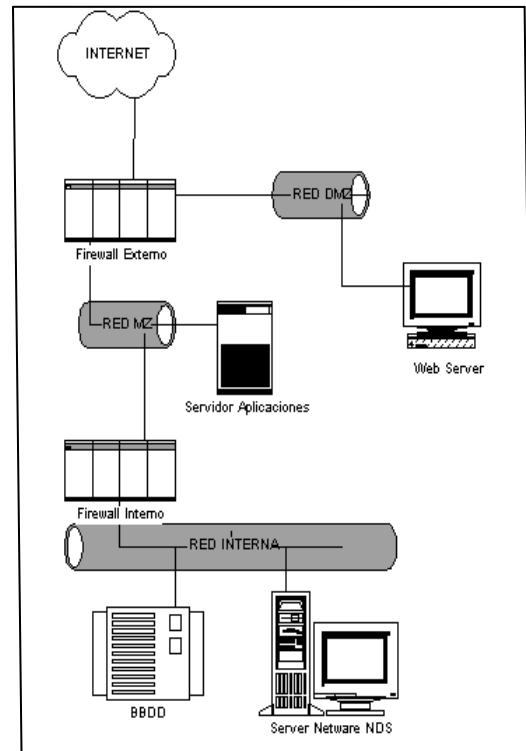 INTERNET
RED DMZ
Firewall Externo
RED MZ
Web Server
Servidor Aplicaciones
Firewall Interno
RED INTERNA
BBDD
Server Netware NDS